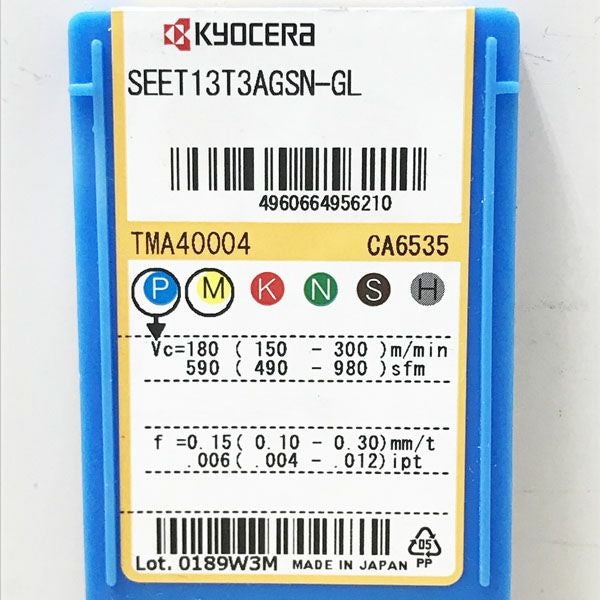 KYOCERA
SEET13T3AGSN-GL
4960664956210
TMA40004 CA6535
P M K N S H
Vc=180 ( 150 - 300 )m/min
590 ( 490 - 980 )sfm
f =0.15( 0.10 - 0.30)mm/t
.006( .004 - .012)ipt
05
Lot. 0189W3M MADE IN JAPAN PP